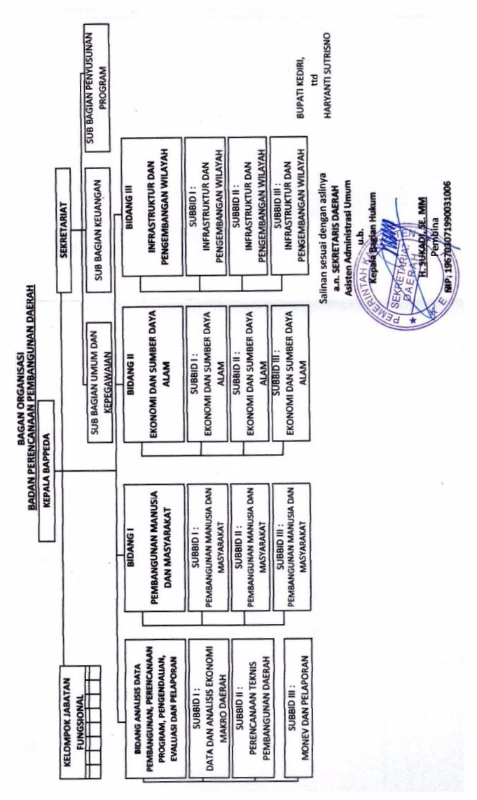 BAGAN ORGANISASI
BADAN PERENCANAAN PEMBANGUNAN DAERAH
KEPALA BAPPEDA
KELOMPOK JABATAN
FUNGSIONAL
SEKRETARIAT
SUB BAGIAN UMUM DAN
KEPEGAWAIAN
SUB BAGIAN KEUANGAN
SUB BAGIAN PENYUSUNAN
PROGRAM
BIDANG ANALISIS DATA
PEMBANGUNAN, PERENCANAAN
PROGRAM, PENGENDALIAN,
EVALUASI DAN PELAPORAN
SUBBID I :
DATA DAN ANALISIS EKONOMI
MAKRO DAERAH
SUBBID II :
PERENCANAAN TEKNIS
PEMBANGUNAN DAERAH
SUBBID III :
MONEV DAN PELAPORAN
BIDANG I
PEMBANGUNAN MANUSIA
DAN MASYARAKAT
SUBBID I :
PEMBANGUNAN MANUSIA DAN
MASYARAKAT
SUBBID II :
PEMBANGUNAN MANUSIA DAN
MASYARAKAT
SUBBID III :
PEMBANGUNAN MANUSIA DAN
MASYARAKAT
BIDANG II
EKONOMI DAN SUMBER DAYA
ALAM
SUBBID I :
EKONOMI DAN SUMBER DAYA
ALAM
SUBBID II :
EKONOMI DAN SUMBER DAYA
ALAM
SUBBID III :
EKONOMI DAN SUMBER DAYA
ALAM
BIDANG III
INFRASTRUKTUR DAN
PENGEMBANGAN WILAYAH
SUBBID I :
INFRASTRUKTUR DAN
PENGEMBANGAN WILAYAH
SUBBID II :
INFRASTRUKTUR DAN
PENGEMBANGAN WILAYAH
SUBBID III :
INFRASTRUKTUR DAN
PENGEMBANGAN WILAYAH
BUPATI KEDIRI,
ttd
HARYANTI SUTRISNO
Salinan sesuai dengan aslinya
a.n. SEKRETARIS DAERAH
Asisten Administrasi Umum
u.b.
Kepala Bagian Hukum
PEMERINTAH
SEKRETARIAT
DAERAH
H. SUKADI, SE. MM
Pembina